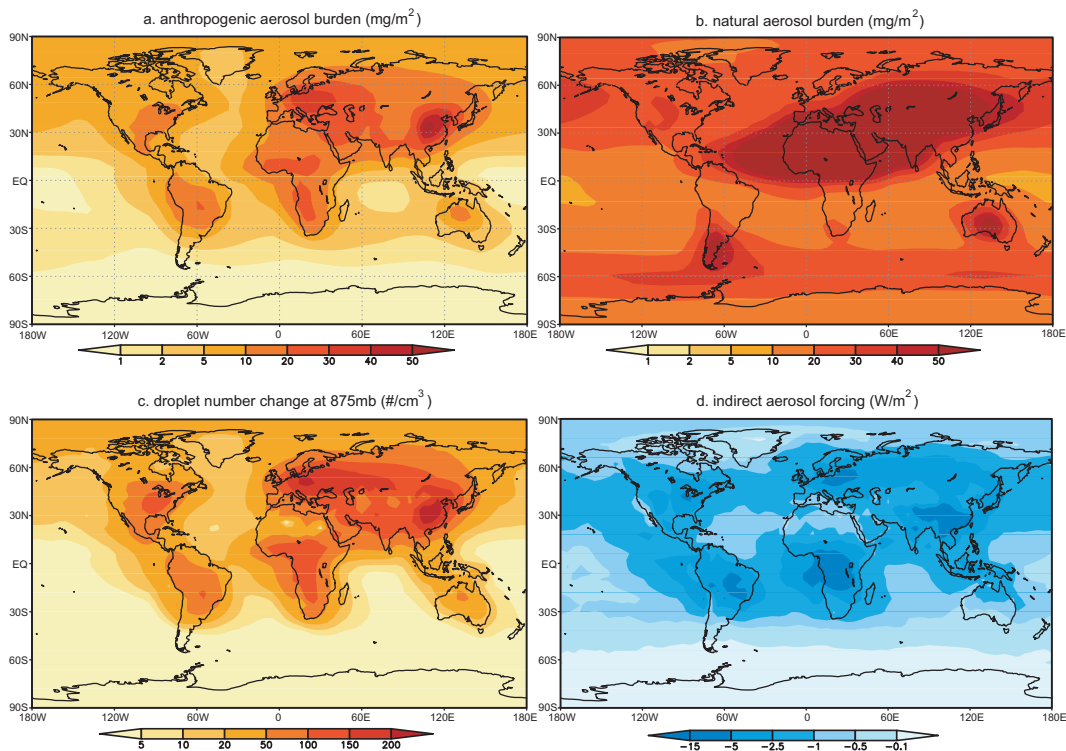 a. anthropogenic aerosol burden (mg/m²)
90N
60N
30N
EQ
30S
60S
90S
180W 120W 60W 0 60E 120E 180E
1 2 5 10 20 30 40 50
b. natural aerosol burden (mg/m²)
90N
60N
30N
EQ
30S
60S
90S
180W 120W 60W 0 60E 120E 180E
1 2 5 10 20 30 40 50
c. droplet number change at 875mb (#/cm³)
90N
60N
30N
EQ
30S
60S
90S
180W 120W 60W 0 60E 120E 180E
5 10 20 50 100 150 200
d. indirect aerosol forcing (W/m²)
90N
60N
30N
EQ
30S
60S
90S
180W 120W 60W 0 60E 120E 180E
-15 -5 -2.5 -1 -0.5 -0.1